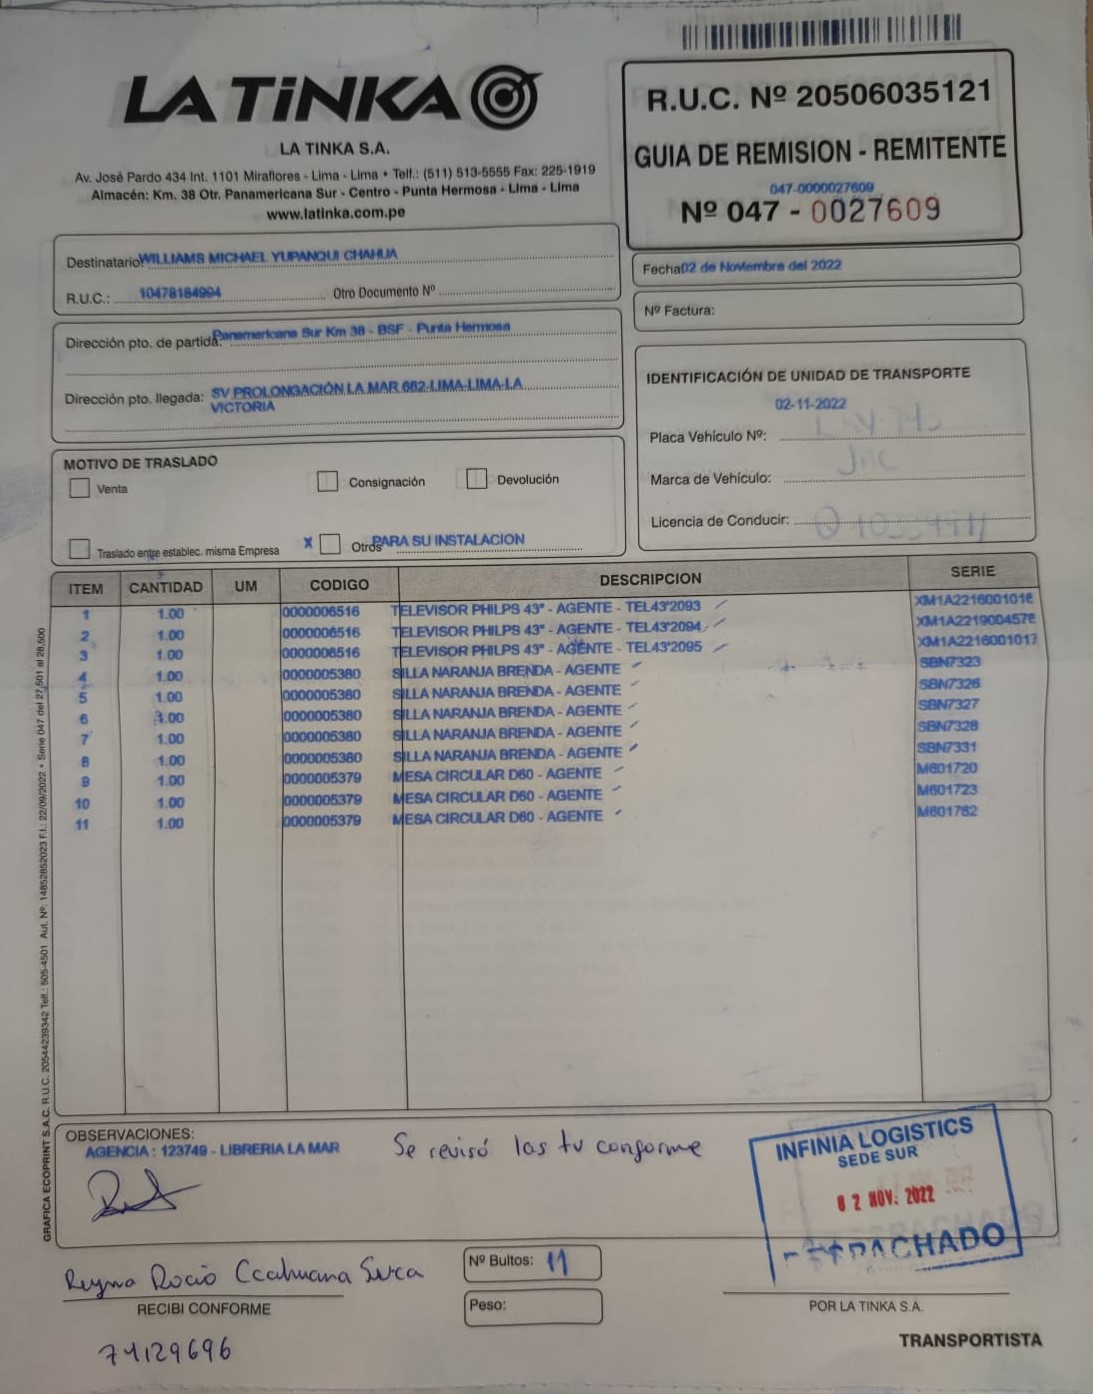 LA TiNKA
R.U.C. Nº 20506035121
GUIA DE REMISION - REMITENTE
047-0000027609
Nº 047 - 0027609
LA TINKA S.A.
Av. José Pardo 434 Int. 1101 Miraflores - Lima - Lima • Telf.: (511) 513-5555 Fax: 225-1919
Almacén: Km. 38 Otr. Panamericana Sur - Centro - Punta Hermosa - Lima - Lima
www.latinka.com.pe
Destinatario WILLIAMS MICHAEL YUPANQUI CHAHUA
R.U.C.: 10478184994 Otro Documento Nº
Fecha 02 de Noviembre del 2022
Nº Factura:
Dirección pto. de partida: Panamericana Sur Km 38 - BSF - Punta Hermosa
Dirección pto. llegada: SV PROLONGACIÓN LA MAR 682-LIMA-LIMA-LA
VICTORIA
IDENTIFICACIÓN DE UNIDAD DE TRANSPORTE
02-11-2022
Placa Vehículo Nº:
Marca de Vehículo:
Licencia de Conducir:
MOTIVO DE TRASLADO
Venta Consignación Devolución
Traslado entre establec. misma Empresa X Otros PARA SU INSTALACION
ITEM CANTIDAD UM CODIGO DESCRIPCION SERIE
1 1.00 0000006516 TELEVISOR PHILPS 43" - AGENTE - TEL43'2093
2 1.00 0000006516 TELEVISOR PHILPS 43" - AGENTE - TEL43'2094
3 1.00 0000006516 TELEVISOR PHILPS 43" - AGENTE - TEL43'2095 XM1A2216001017
4 1.00 0000005380 SILLA NARANJA BRENDA - AGENTE SBN7323
5 1.00 0000005380 SILLA NARANJA BRENDA - AGENTE SBN7326
6 1.00 0000005380 SILLA NARANJA BRENDA - AGENTE SBN7327
7 1.00 0000005380 SILLA NARANJA BRENDA - AGENTE SBN7328
8 1.00 0000005380 SILLA NARANJA BRENDA - AGENTE SBN7331
9 1.00 0000005379 MESA CIRCULAR D60 - AGENTE M601720
10 1.00 0000005379 MESA CIRCULAR D60 - AGENTE M601723
11 1.00 0000005379 MESA CIRCULAR D60 - AGENTE M601762
GRAFICA ECOPRINT S.A.C. R.U.C. 20544239342 Telf.: 505-4501 Aut. Nº. 14852852023 F.I.: 22/09/2022 • Serie 047 del 27,501 al 28,500
OBSERVACIONES:
AGENCIA : 123749 - LIBRERIA LA MAR
Se revisó las tv conforme
INFINIA LOGISTICS
SEDE SUR
02 NOV. 2022
DESPACHADO
Reyna Rocio Ccahuana Sirca
RECIBI CONFORME
74129696
Nº Bultos: 11
Peso:
POR LA TINKA S.A.
TRANSPORTISTA